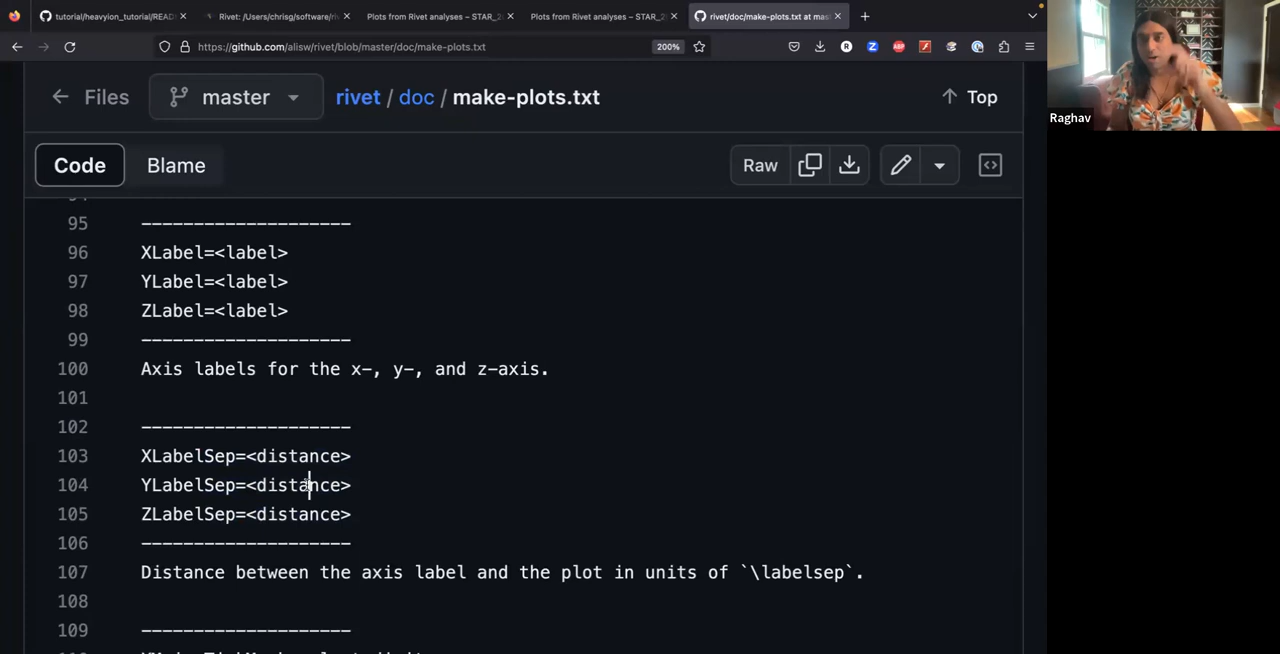 tutorial/heavyion_tutorial/READ
Rivet: /Users/chrisg/software/ri
Plots from Rivet analyses – STAR_2
Plots from Rivet analyses – STAR_2
rivet/doc/make-plots.txt at mas
https://github.com/alisw/rivet/blob/master/doc/make-plots.txt
200%
Raghav
Files
master
rivet / doc / make-plots.txt
Top
Code
Blame
Raw
95 --------------------
96 XLabel=<label>
97 YLabel=<label>
98 ZLabel=<label>
99 --------------------
100 Axis labels for the x-, y-, and z-axis.
101
102 --------------------
103 XLabelSep=<distance>
104 YLabelSep=<distance>
105 ZLabelSep=<distance>
106 --------------------
107 Distance between the axis label and the plot in units of `\labelsep`.
108
109 --------------------